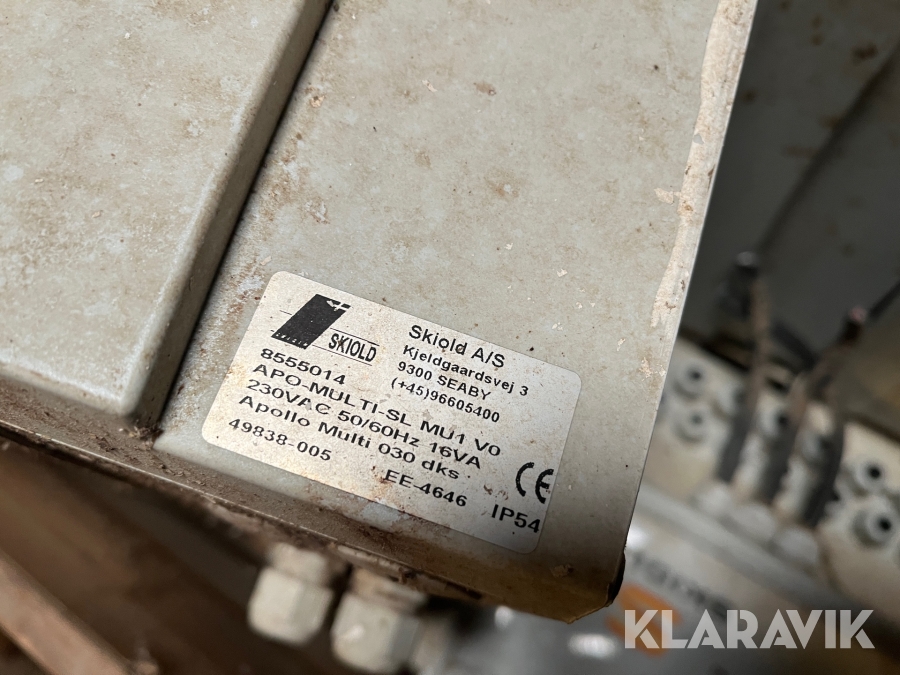 SKIOLD
Skiold A/S
Kjeldgaardsvej 3
9300 SEABY
(+45)96605400
8555014
APO-MULTI-SL MU1 V0
230VAC 50/60Hz 16VA
Apollo Multi 030 dks
49838-005
EE-4646
CE
IP54
KLARAVIK